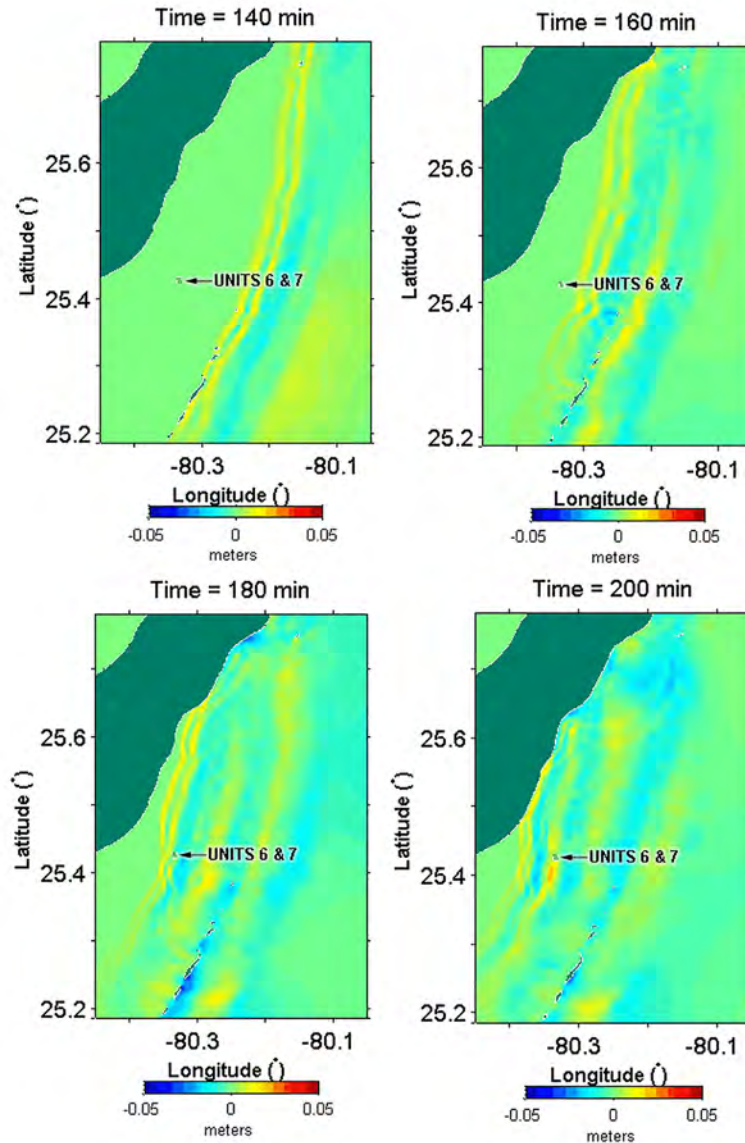 Time = 140 min
Time = 160 min
Latitude (°)
25.6
25.4
25.2
UNITS 6 & 7
-80.3
-80.1
Longitude (°)
-0.05
0
0.05
meters
Latitude (°)
25.6
25.4
25.2
UNITS 6 & 7
-80.3
-80.1
Longitude (°)
-0.05
0
0.05
meters
Time = 180 min
Time = 200 min
Latitude (°)
25.6
25.4
25.2
UNITS 6 & 7
-80.3
-80.1
Longitude (°)
-0.05
0
0.05
meters
Latitude (°)
25.6
25.4
25.2
UNITS 6 & 7
-80.3
-80.1
Longitude (°)
-0.05
0
0.05
meters